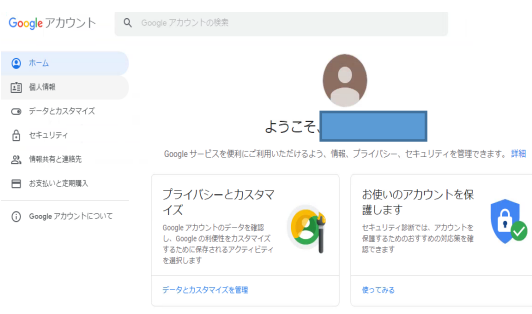 Google アカウント
Google アカウントの検索
ホーム
個人情報
データとカスタマイズ
セキュリティ
情報共有と連絡先
お支払いと定期購入
Google アカウントについて
ようこそ、
Google サービスを便利にご利用いただけるよう、情報、プライバシー、セキュリティを管理できます。 詳細
プライバシーとカスタマ
イズ
Google アカウントのデータを確認
し、Google の利便性をカスタマイズ
するために保存されるアクティビティ
を選択します
データとカスタマイズを管理
お使いのアカウントを保
護します
セキュリティ診断では、アカウントを
保護するためのおすすめの対応策を確
認できます
使ってみる